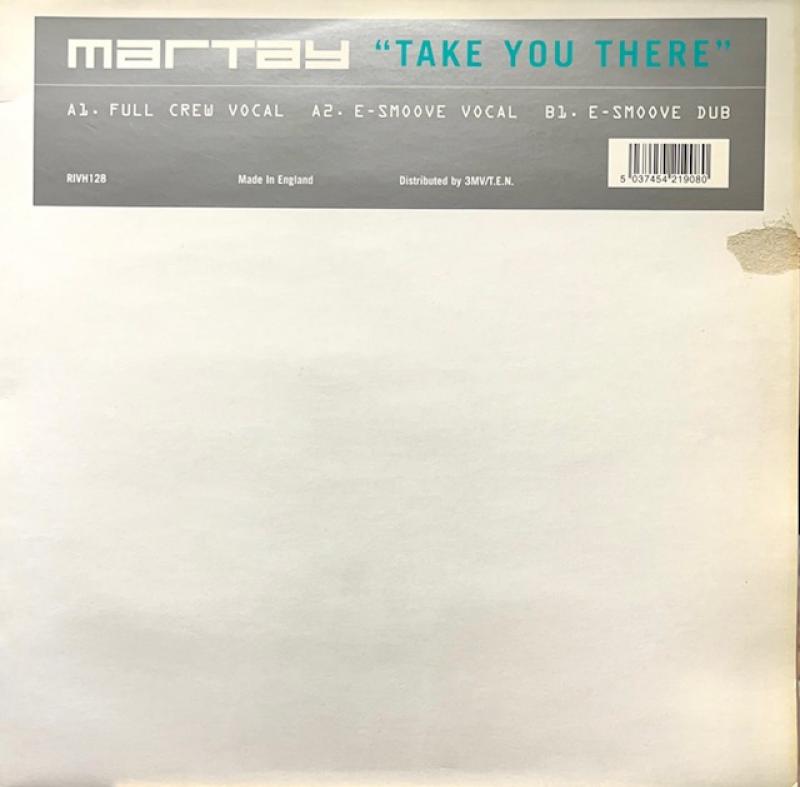 martay “TAKE YOU THERE”
A1. FULL CREW VOCAL A2. E-SMOOVE VOCAL B1. E-SMOOVE DUB
RIVH128 Made In England Distributed by 3MV/T.E.N.
5 037454 219080